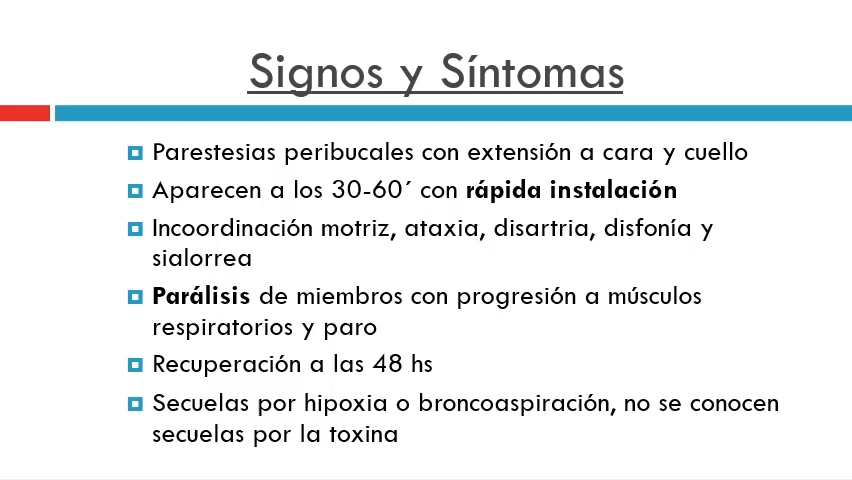 Signos y Síntomas
Parestesias peribucales con extensión a cara y cuello
Aparecen a los 30-60´ con rápida instalación
Incoordinación motriz, ataxia, disartria, disfonía y
sialorrea
Parálisis de miembros con progresión a músculos
respiratorios y paro
Recuperación a las 48 hs
Secuelas por hipoxia o broncoaspiración, no se conocen
secuelas por la toxina